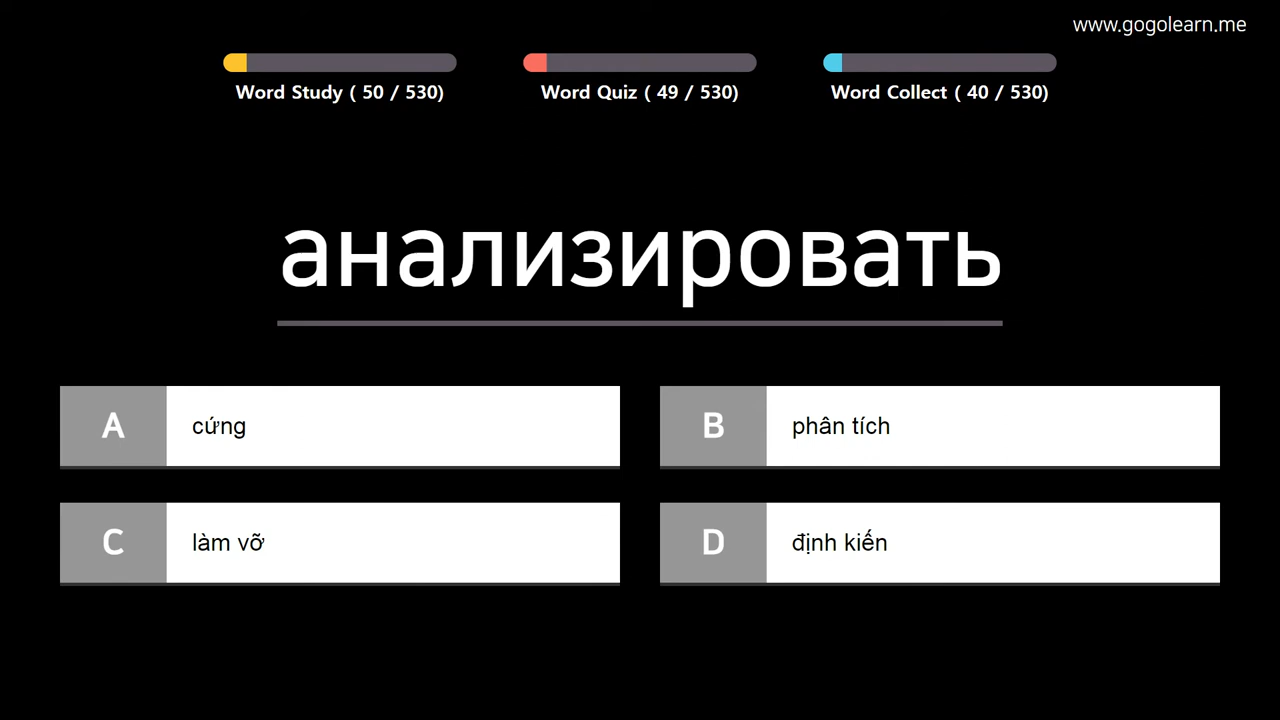 www.gogolearn.me
Word Study ( 50 / 530)
Word Quiz ( 49 / 530)
Word Collect ( 40 / 530)
анализировать
A cứng
B phân tích
C làm vỡ
D định kiến